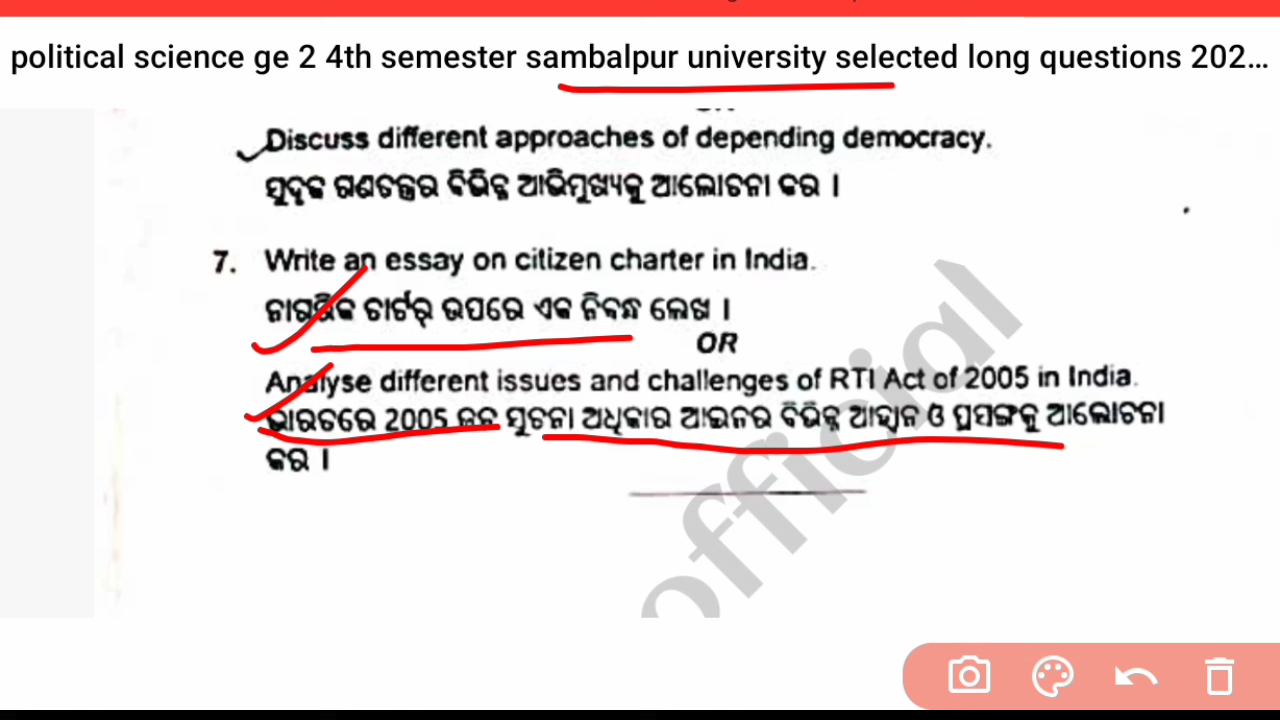 political science ge 2 4th semester sambalpur university selected long questions 202...
Discuss different approaches of depending democracy.
ସୁଦୃଢ ଗଣତନ୍ତ୍ରର ବିଭିନ୍ନ ଆଭିମୁଖ୍ୟକୁ ଆଲୋଚନା କର ।
7. Write an essay on citizen charter in India.
ନାଗରିକ ଚାର୍ଟର୍ ଉପରେ ଏକ ନିବନ୍ଧ ଲେଖ ।
OR
Analyse different issues and challenges of RTI Act of 2005 in India.
ଭାରତରେ 2005 ସୁଚନା ଅଧିକାର ଆଇନର ବିଭିନ୍ନ ଆହ୍ୱାନ ଓ ପ୍ରସଙ୍ଗକୁ ଆଲୋଚନା
କର ।
official